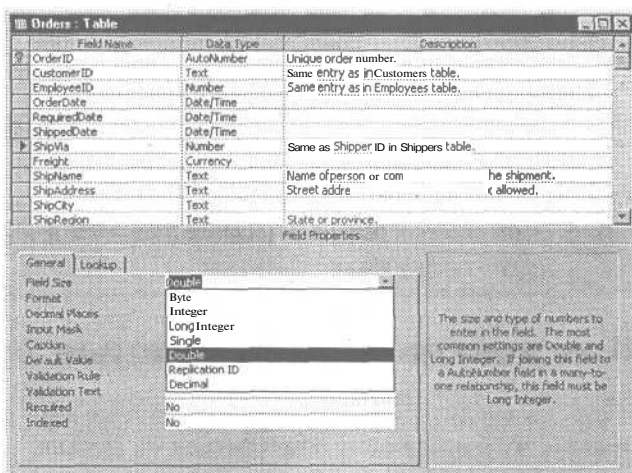 Orders : Table
Field Name Data Type Description
OrderID AutoNumber Unique order number.
CustomerID Text Same entry as in Customers table.
EmployeeID Number Same entry as in Employees table.
OrderDate Date/Time
RequiredDate Date/Time
ShippedDate Date/Time
ShipVia Number Same as Shipper ID in Shippers table.
Freight Currency
ShipName Text Name of person or com he shipment.
ShipAddress Text Street addre allowed.
ShipCity Text
ShipRegion Text State or province.
Field Properties
General Lookup
Field Size Double
Format Byte
Decimal Places Integer
Input Mask Long Integer
Caption Single
Default Value Double
Validation Rule Replication ID
Validation Text Decimal
Required No
Indexed No
The size and type of numbers to
enter in the field. The most
common settings are Double and
Long Integer. If joining this field to
a AutoNumber field in a many-to-
one relationship, this field must be
Long Integer.